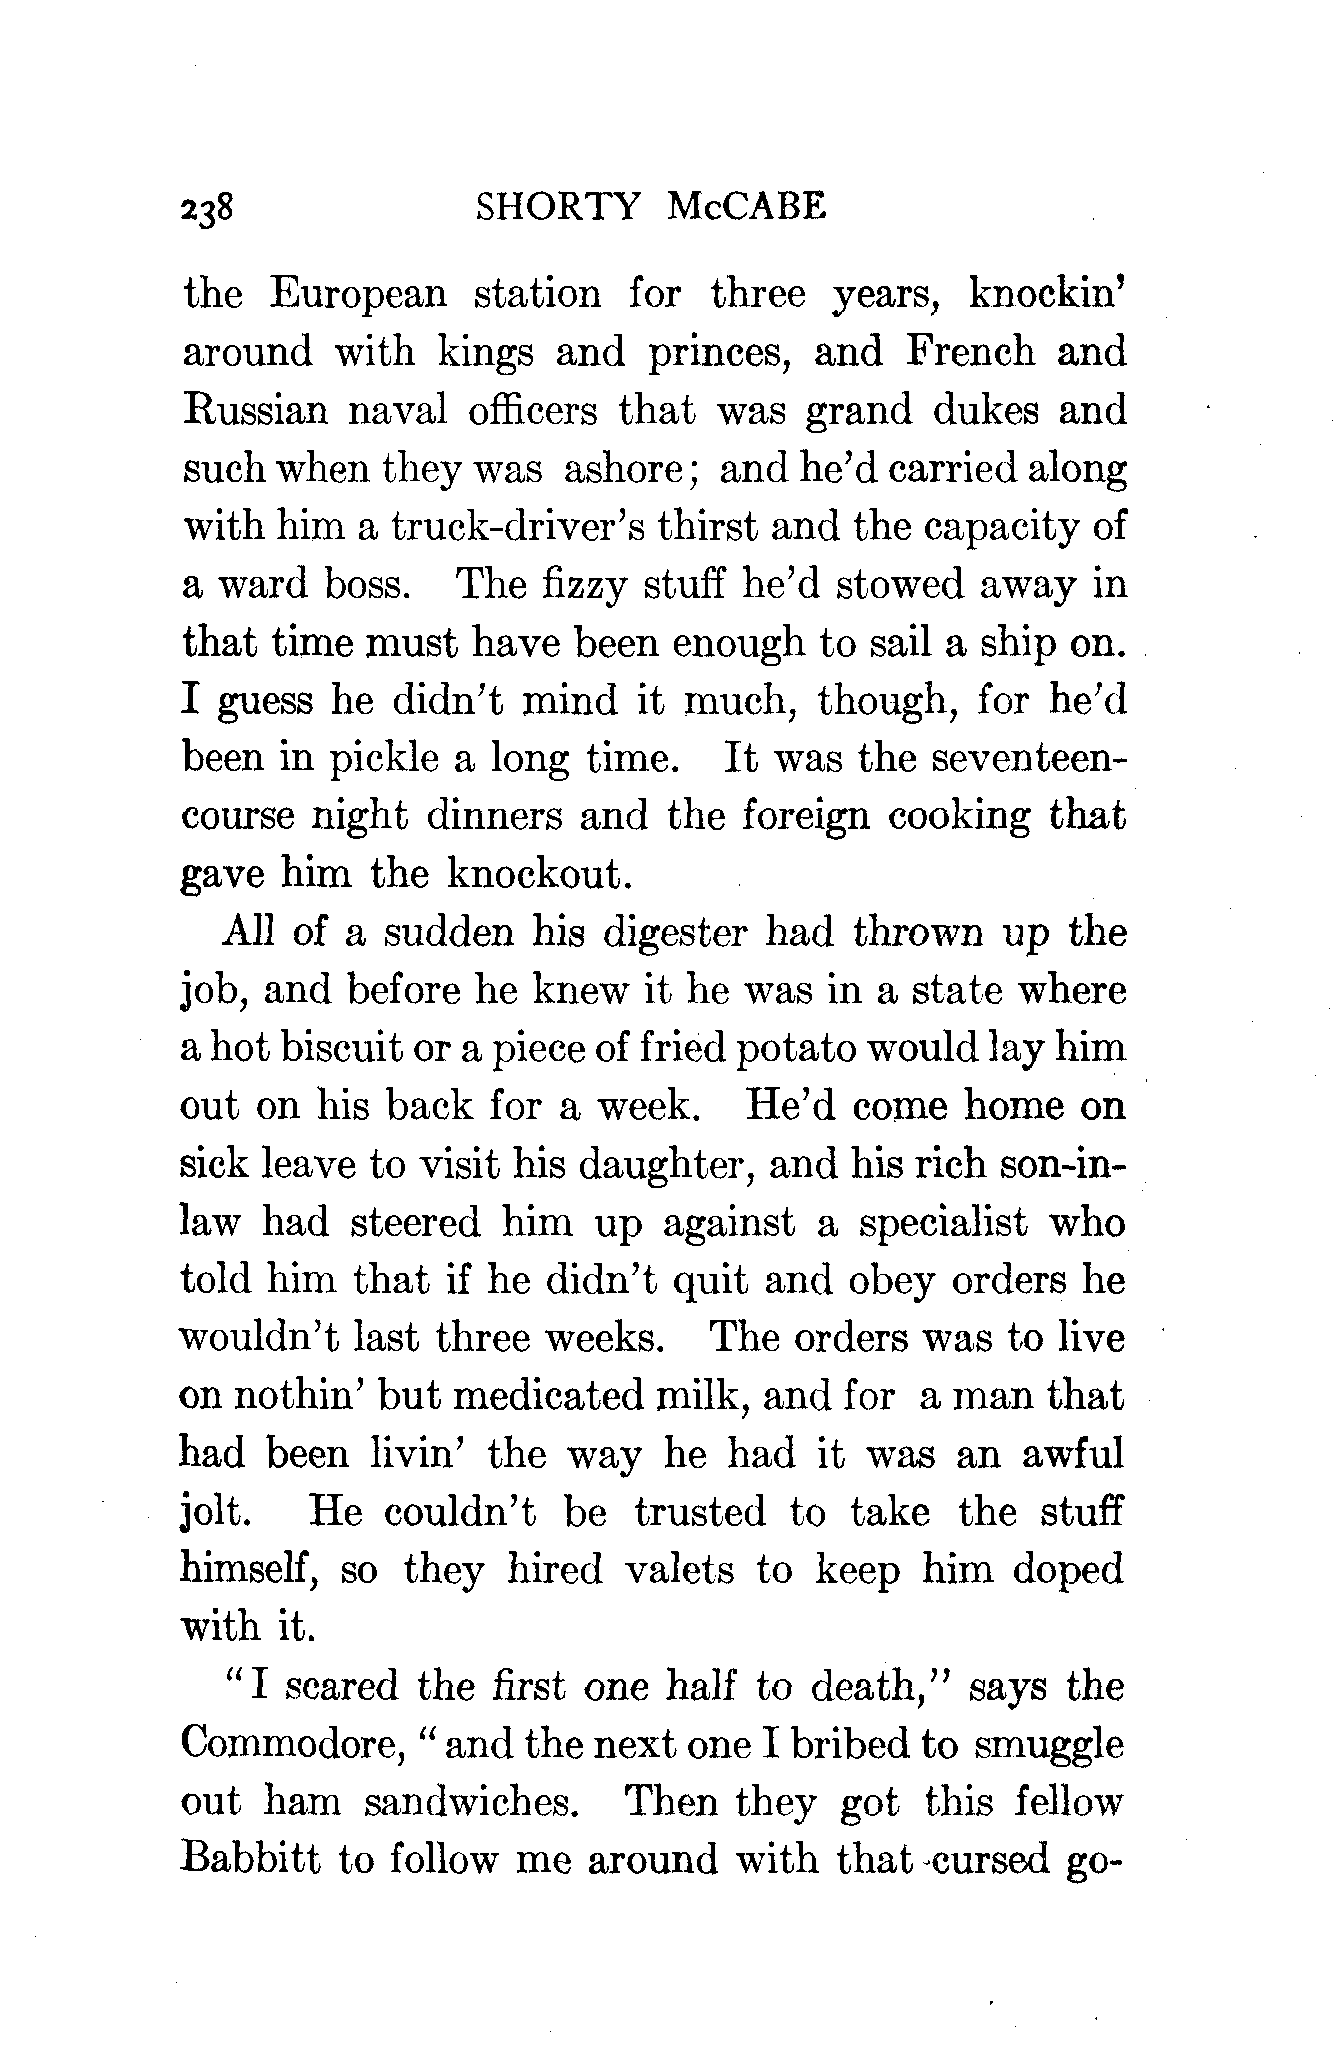 238 SHORTY McCABE
the European station for three years, knockin'
around with kings and princes, and French and
Russian naval officers that was grand dukes and
such when they was ashore; and he'd carried along
with him a truck-driver's thirst and the capacity of
a ward boss. The fizzy stuff he'd stowed away in
that time must have been enough to sail a ship on.
I guess he didn't mind it much, though, for he'd
been in pickle a long time. It was the seventeen-
course night dinners and the foreign cooking that
gave him the knockout.
All of a sudden his digester had thrown up the
job, and before he knew it he was in a state where
a hot biscuit or a piece of fried potato would lay him
out on his back for a week. He'd come home on
sick leave to visit his daughter, and his rich son-in-
law had steered him up against a specialist who
told him that if he didn't quit and obey orders he
wouldn't last three weeks. The orders was to live
on nothin' but medicated milk, and for a man that
had been livin' the way he had it was an awful
jolt. He couldn't be trusted to take the stuff
himself, so they hired valets to keep him doped
with it.
"I scared the first one half to death," says the
Commodore, "and the next one I bribed to smuggle
out ham sandwiches. Then they got this fellow
Babbitt to follow me around with that cursed go-